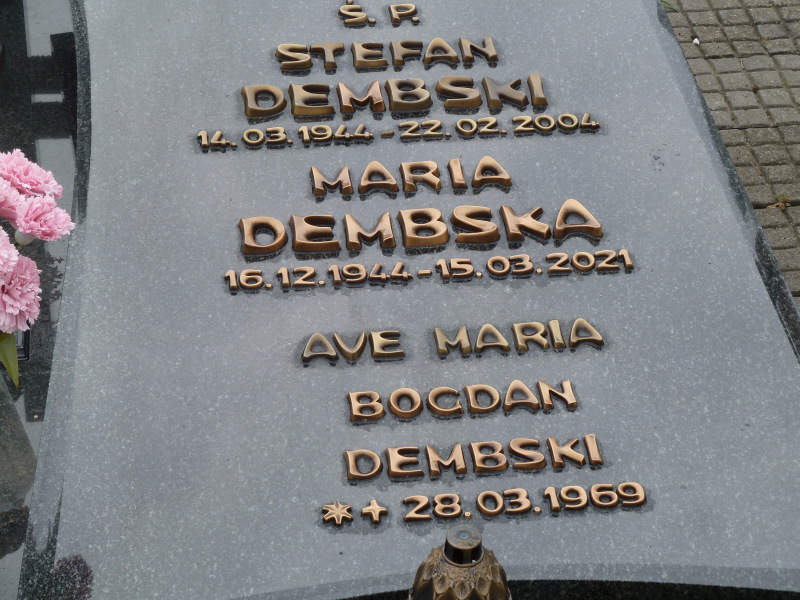 Ś. P.
STEFAN
DEMBSKI
14.03.1944 - 22.02.2004
MARIA
DEMBSKA
16.12.1944 - 15.03.2021
AVE MARIA
BOGDAN
DEMBSKI
* + 28.03.1969